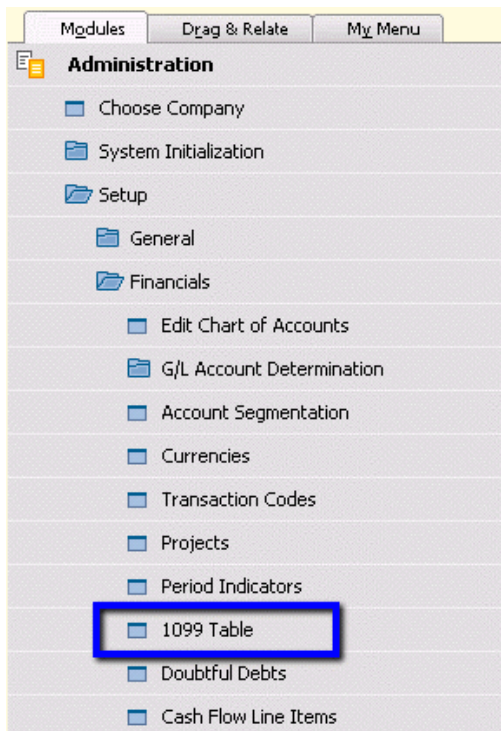 Modules Drag & Relate My Menu
Administration
Choose Company
System Initialization
Setup
General
Financials
Edit Chart of Accounts
G/L Account Determination
Account Segmentation
Currencies
Transaction Codes
Projects
Period Indicators
1099 Table
Doubtful Debts
Cash Flow Line Items